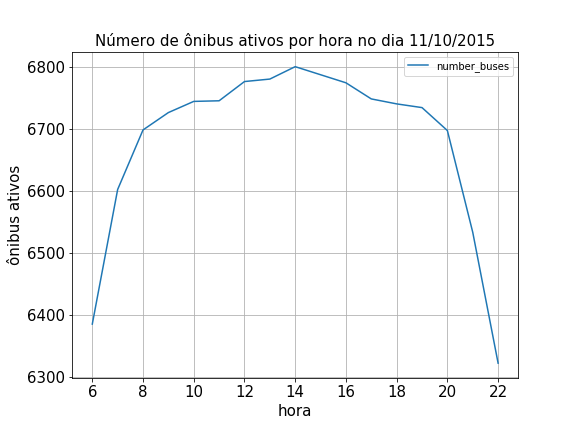 Número de ônibus ativos por hora no dia 11/10/2015
number_buses
6800
6700
6600
6500
6400
6300
ônibus ativos
6 8 10 12 14 16 18 20 22
hora